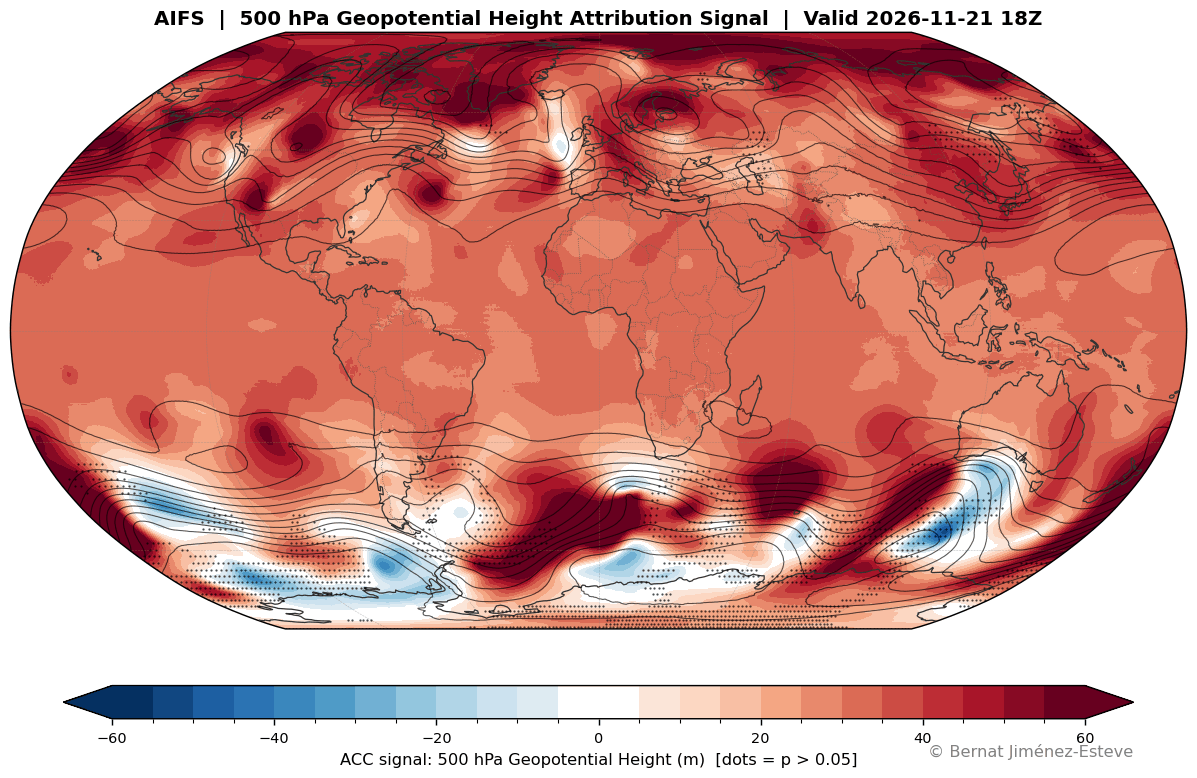 AIFS | 500 hPa Geopotential Height Attribution Signal | Valid 2026-11-21 18Z
−60 −40 −20 0 20 40 60
ACC signal: 500 hPa Geopotential Height (m) [dots = p > 0.05]
© Bernat Jiménez-Esteve